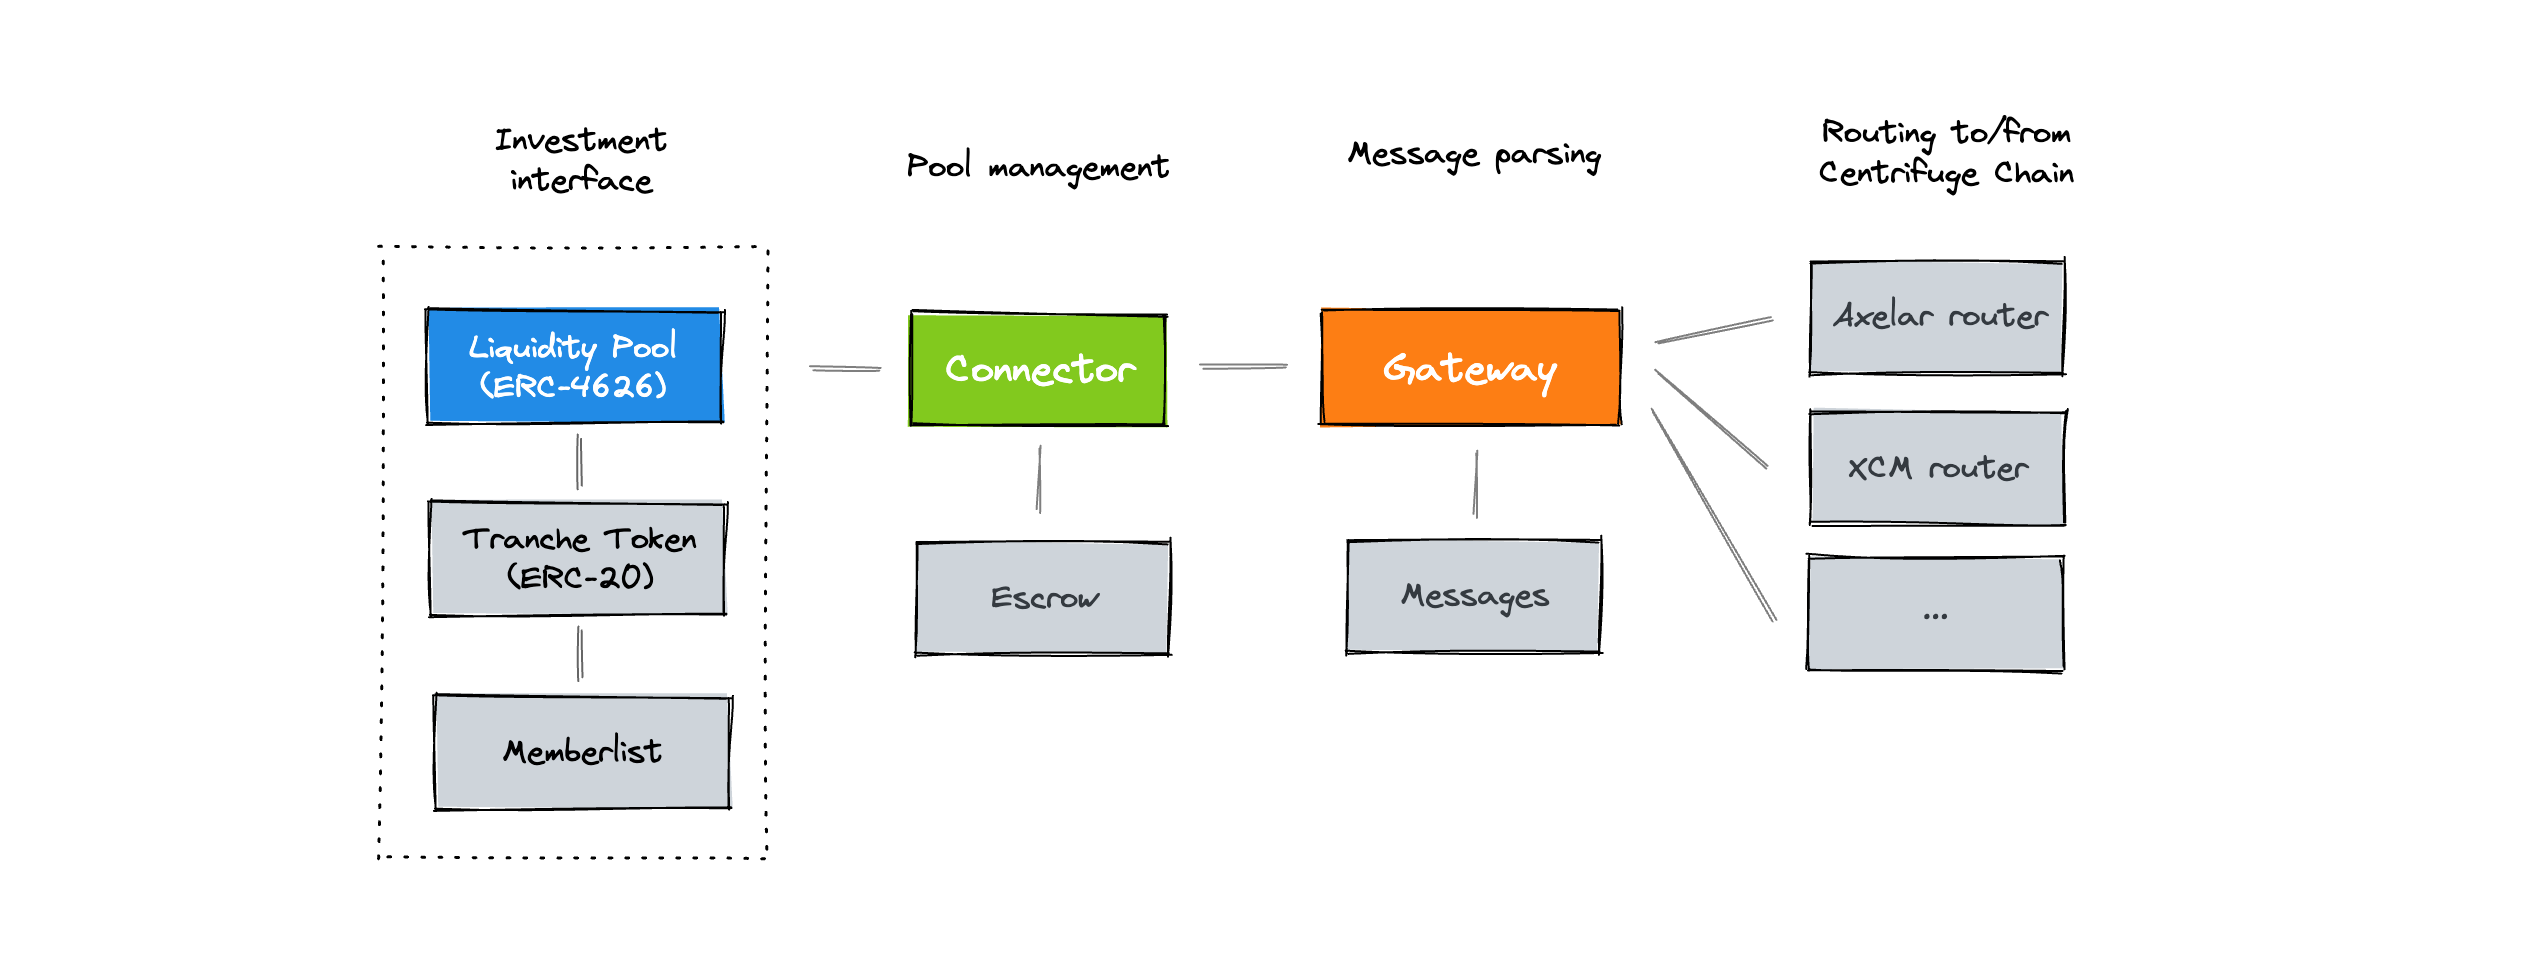 Investment
interface
Pool management
Message parsing
Routing to/from
Centrifuge Chain
Liquidity Pool
(ERC-4626)
Tranche Token
(ERC-20)
Memberlist
Connector
Escrow
Gateway
Messages
Axelar router
XCM router
...